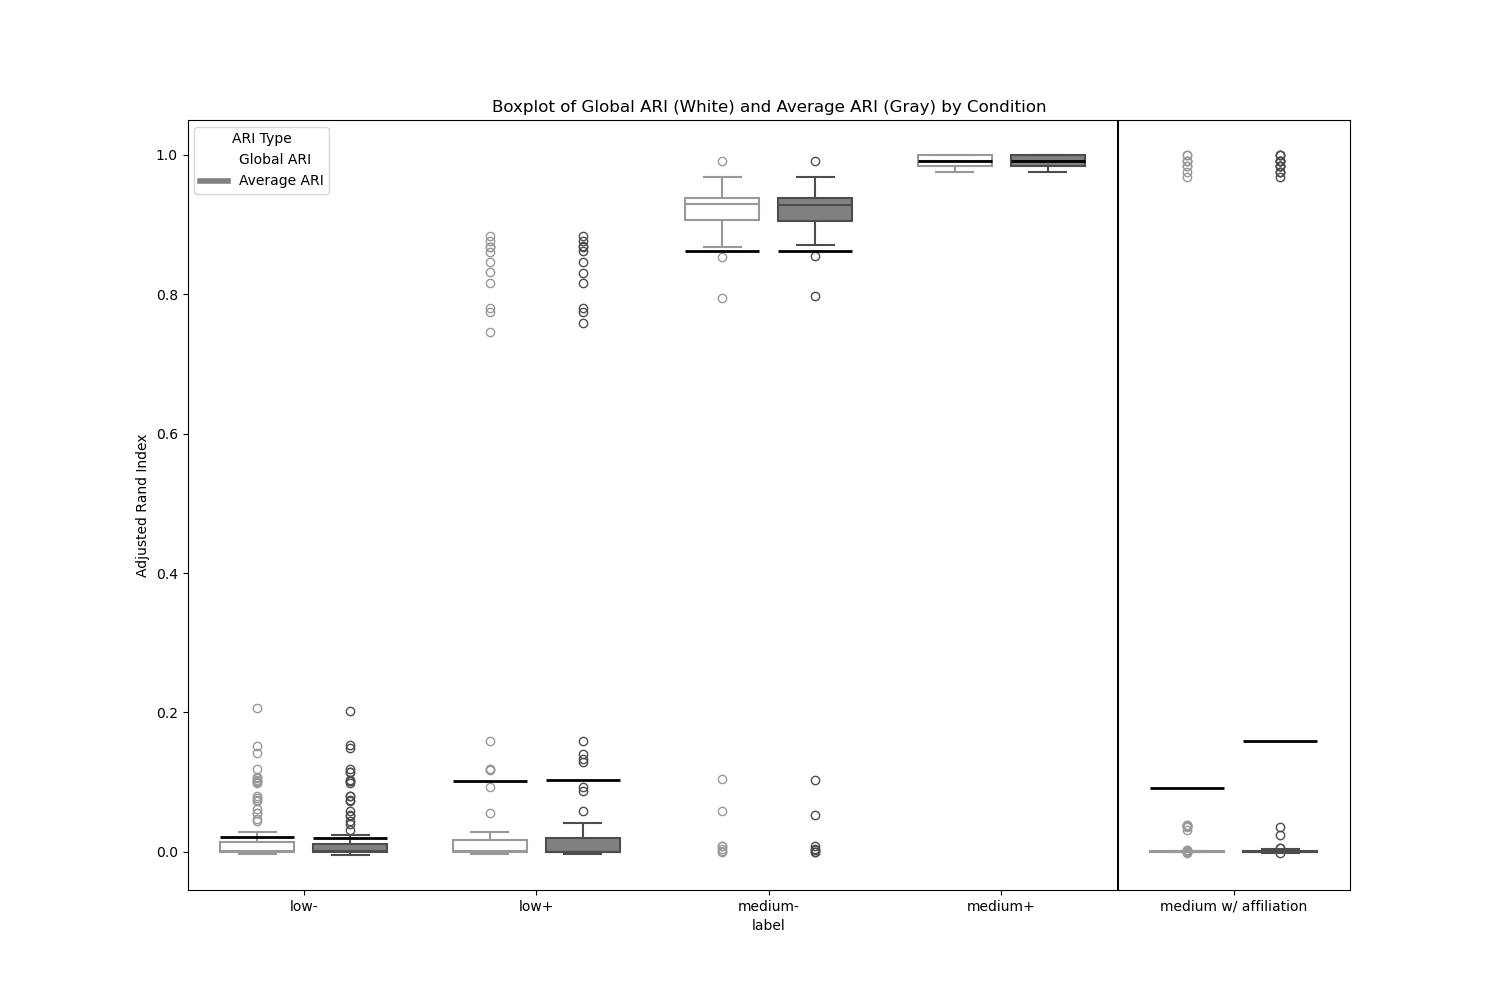 Boxplot of Global ARI (White) and Average ARI (Gray) by Condition
ARI Type
Global ARI
Average ARI
Adjusted Rand Index
1.0
0.8
0.6
0.4
0.2
0.0
low-
low+
medium-
medium+
medium w/ affiliation
label